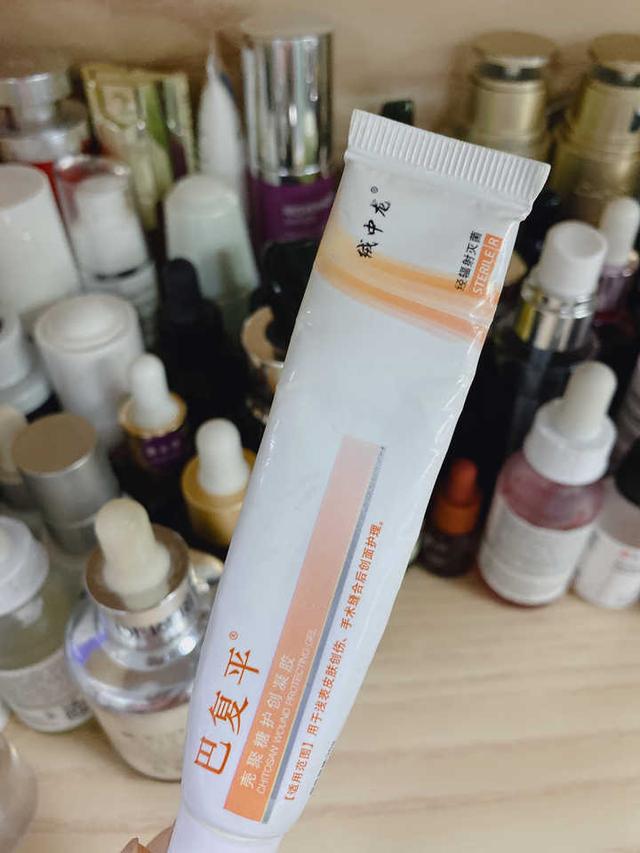 绒中龙®
经辐射灭菌
STERILE R
巴复平®
壳聚糖护创凝胶
CHITOSAN WOUND PROTECTING GEL
【适用范围】用于浅表皮肤创伤、手术缝合后创面护理。